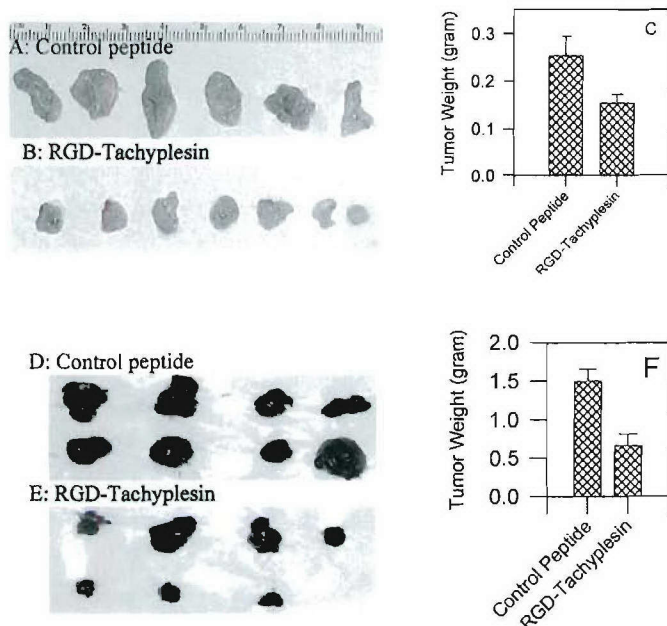 A: Control peptide
B: RGD-Tachyplesin
C
Tumor Weight (gram)
0.3
0.2
0.1
0.0
Control Peptide
RGD-Tachyplesin
D: Control peptide
E: RGD-Tachyplesin
F
Tumor Weight (gram)
2.0
1.5
1.0
0.5
0.0
Control Peptide
RGD-Tachyplesin